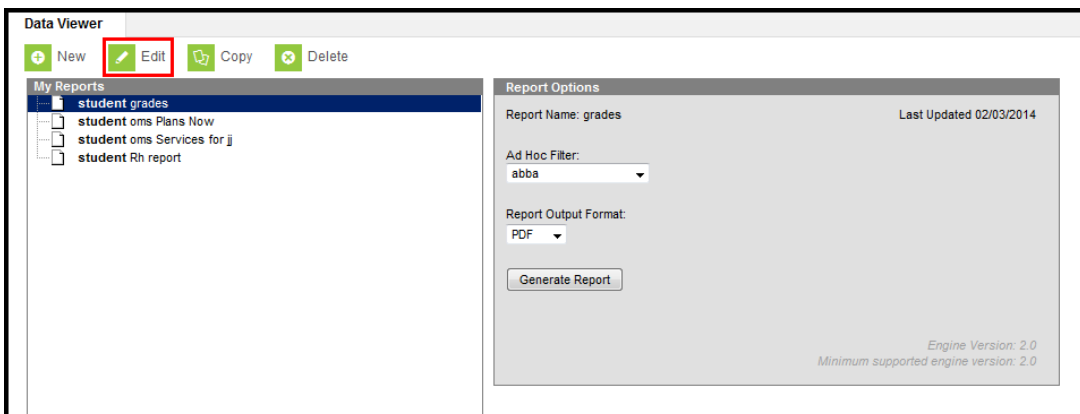 Data Viewer
New Edit Copy Delete
My Reports
student grades
student oms Plans Now
student oms Services for jj
student Rh report
Report Options
Report Name: grades Last Updated 02/03/2014
Ad Hoc Filter:
abba
Report Output Format:
PDF
Generate Report
Engine Version: 2.0
Minimum supported engine version: 2.0